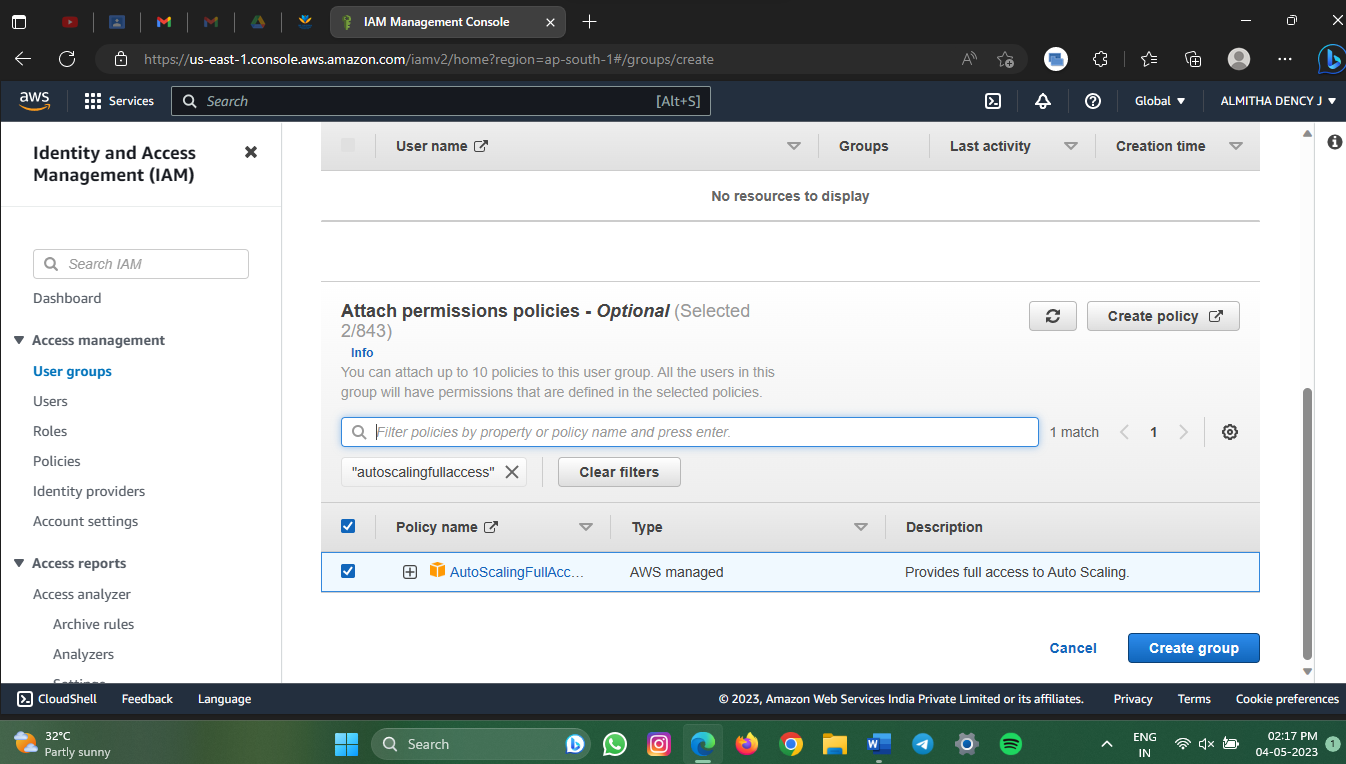 IAM Management Console
https://us-east-1.console.aws.amazon.com/iamv2/home?region=ap-south-1#/groups/create
aws
Services
Search
[Alt+S]
Global
ALMITHA DENCY J
Identity and Access
Management (IAM)
Search IAM
Dashboard
Access management
User groups
Users
Roles
Policies
Identity providers
Account settings
Access reports
Access analyzer
Archive rules
Analyzers
Settings
User name
Groups
Last activity
Creation time
No resources to display
Attach permissions policies - Optional (Selected
2/843)
Info
You can attach up to 10 policies to this user group. All the users in this
group will have permissions that are defined in the selected policies.
Create policy
Filter policies by property or policy name and press enter.
1 match
1
"autoscalingfullaccess"
Clear filters
Policy name
Type
Description
AutoScalingFullAcc...
AWS managed
Provides full access to Auto Scaling.
Cancel
Create group
CloudShell
Feedback
Language
© 2023, Amazon Web Services India Private Limited or its affiliates.
Privacy
Terms
Cookie preferences
32°C
Partly sunny
Search
ENG
IN
02:17 PM
04-05-2023
1